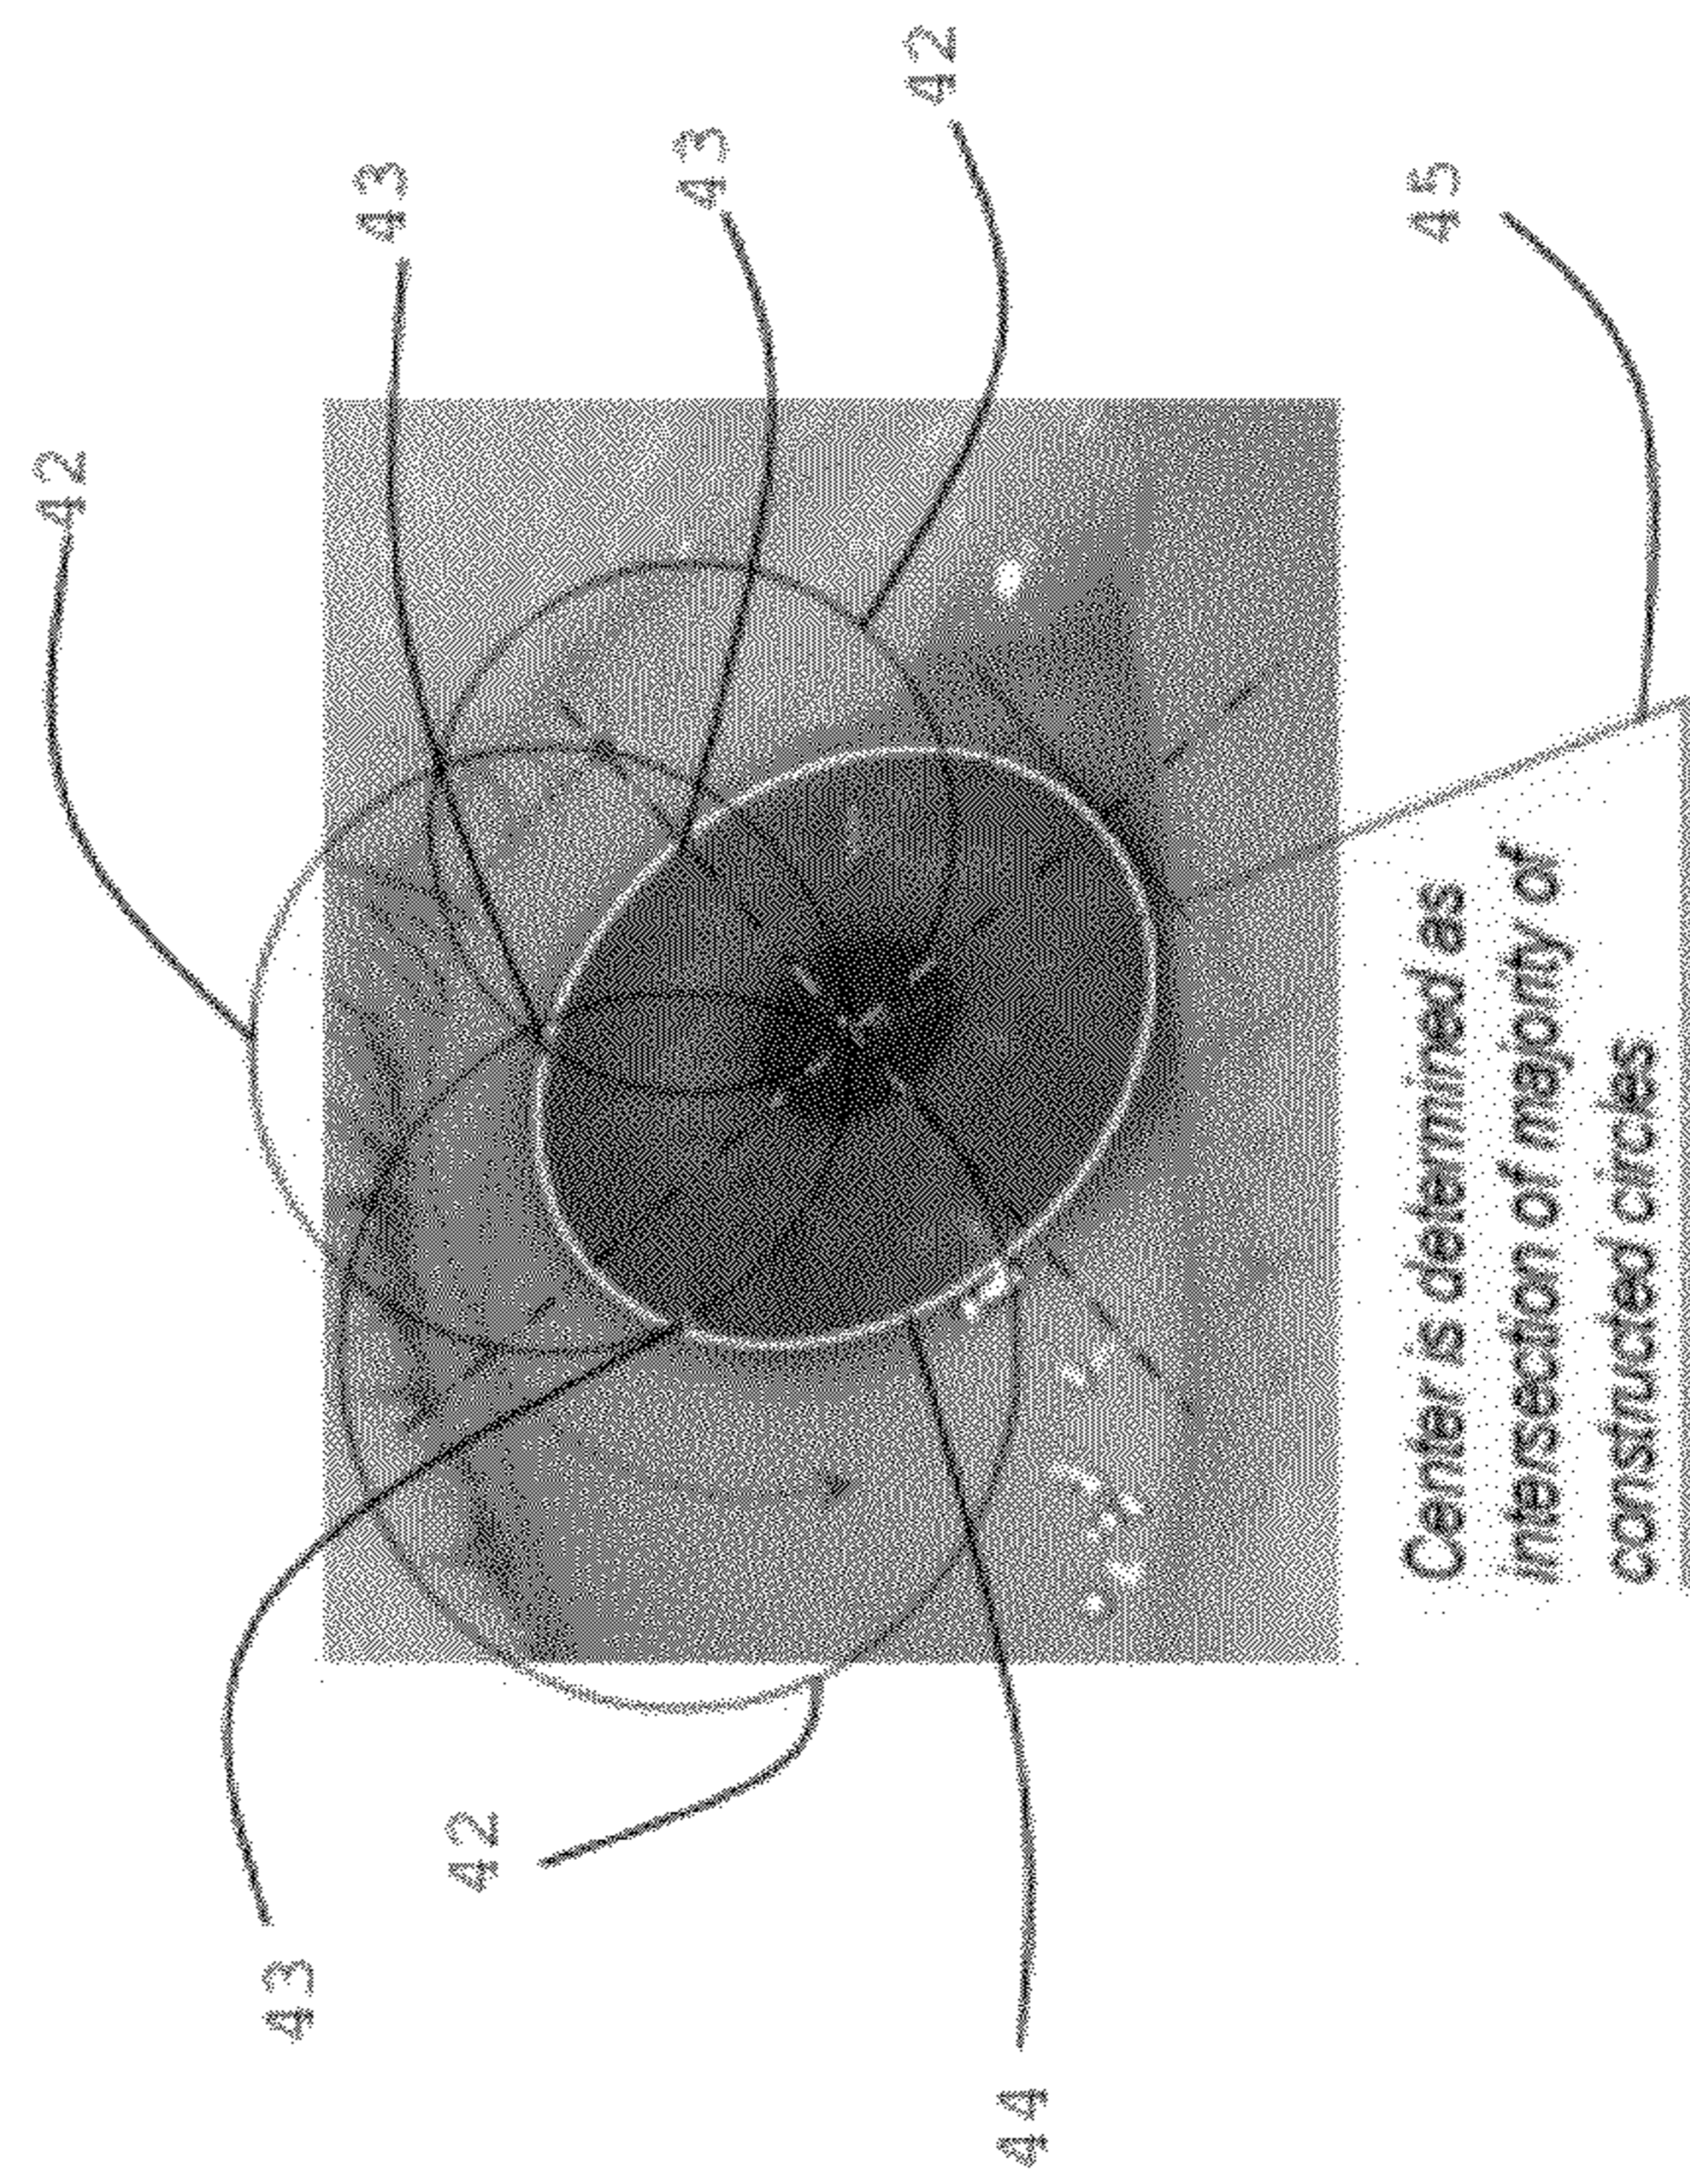 42
43
43
42
43
42
44
45
Center is determined as
intersection of majority of
constructed circles